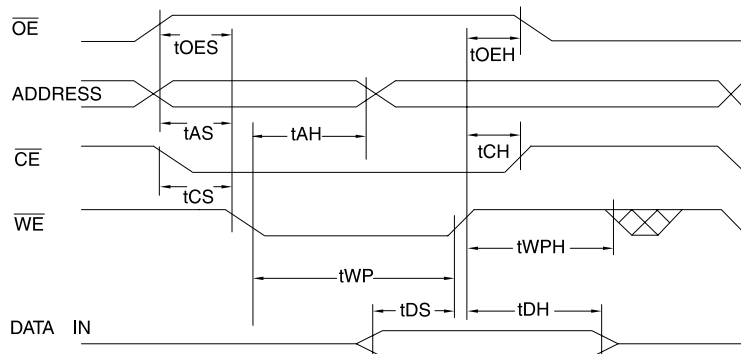 OE
tOES
tOEH
ADDRESS
tAS
tAH
tCH
CE
tCS
WE
tWPH
tWP
tDS
tDH
DATA IN